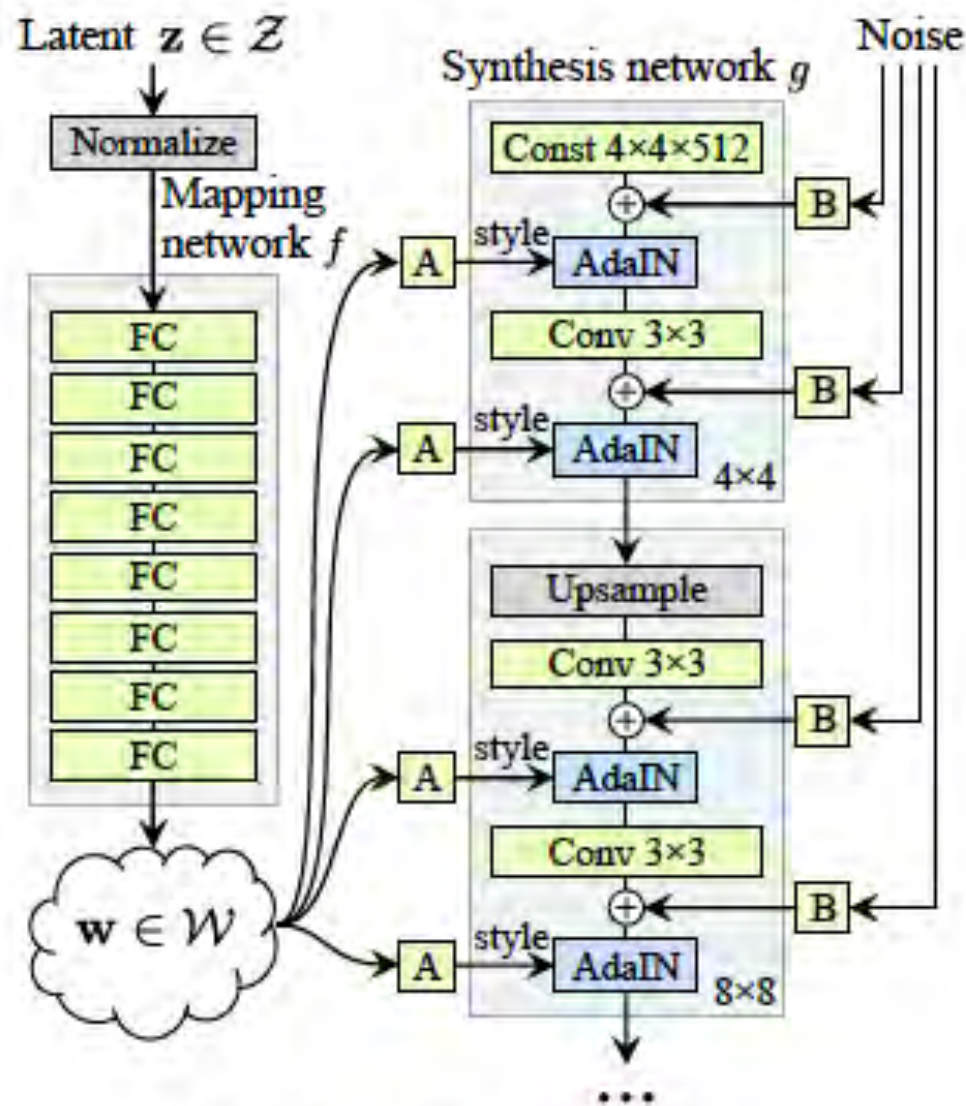 Latent z ∈ Z
Normalize
Mapping
network f
FC
FC
FC
FC
FC
FC
FC
FC
w ∈ W
Synthesis network g
Noise
Const 4×4×512
+
B
A
style
AdaIN
Conv 3×3
+
B
A
style
AdaIN
4×4
Upsample
Conv 3×3
+
B
A
style
AdaIN
Conv 3×3
+
B
A
style
AdaIN
8×8
...